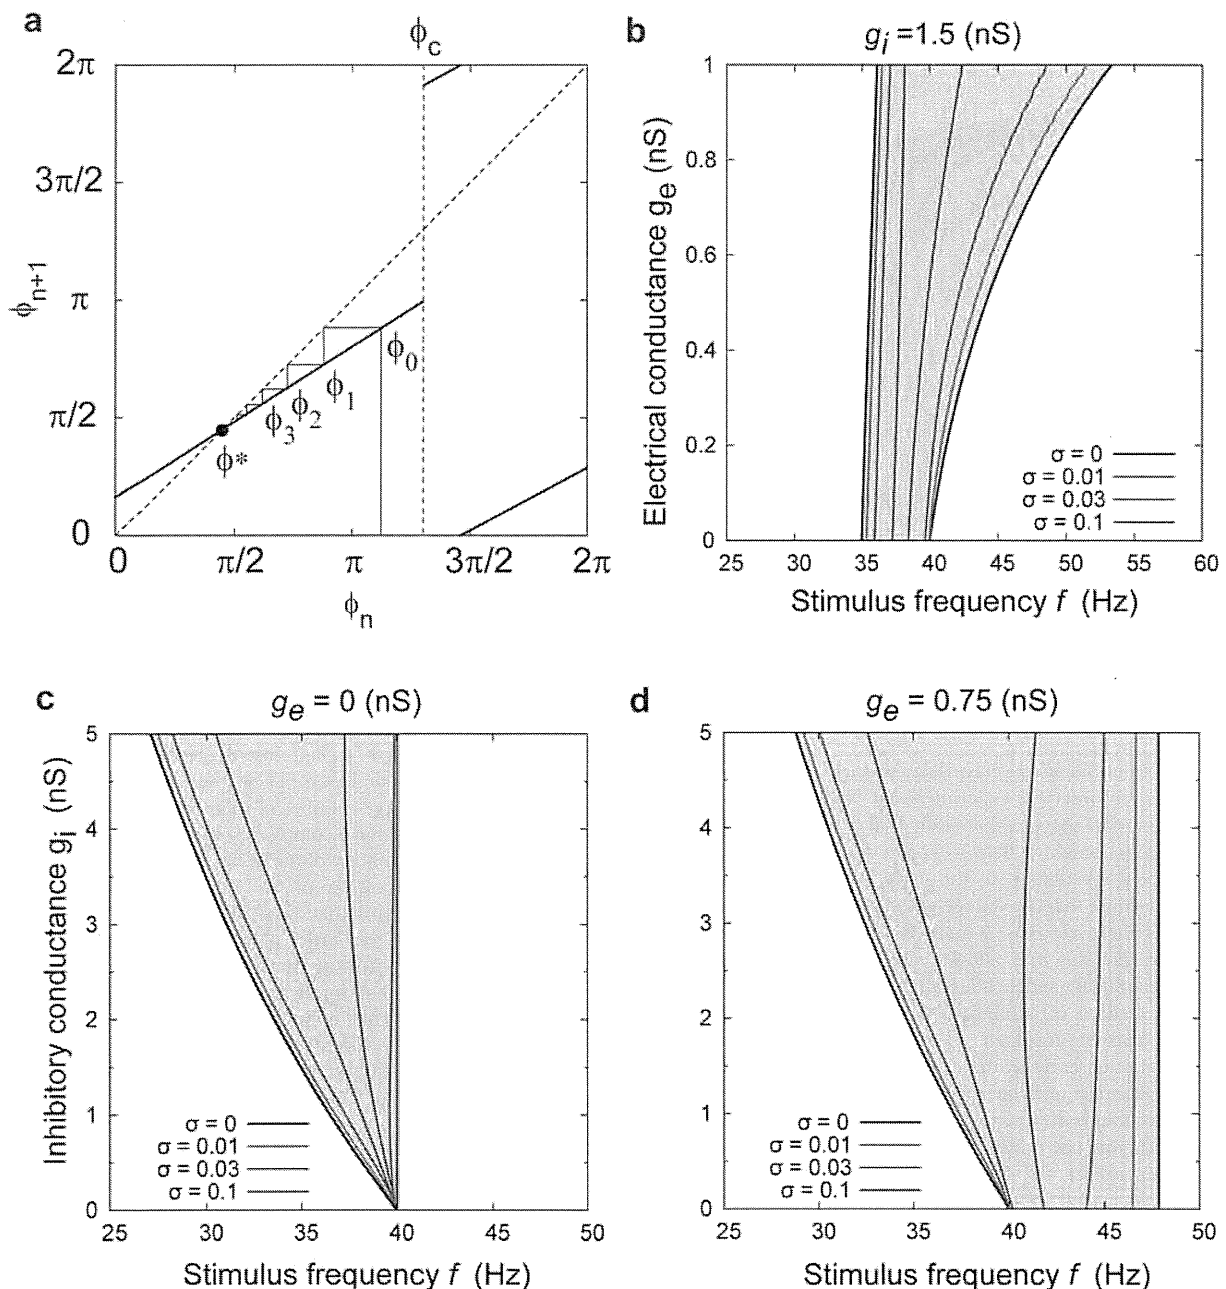 a
ϕc
2π
3π/2
π
π/2
0
ϕn+1
ϕ0
ϕ1
ϕ2
ϕ3
ϕ*
0 π/2 π 3π/2 2π
ϕn
b
gi =1.5 (nS)
1
0.8
0.6
0.4
0.2
0
Electrical conductance ge (nS)
σ = 0
σ = 0.01
σ = 0.03
σ = 0.1
25 30 35 40 45 50 55 60
Stimulus frequency f (Hz)
c
ge = 0 (nS)
5
4
3
2
1
0
Inhibitory conductance gi (nS)
σ = 0
σ = 0.01
σ = 0.03
σ = 0.1
25 30 35 40 45 50
Stimulus frequency f (Hz)
d
ge = 0.75 (nS)
5
4
3
2
1
0
σ = 0
σ = 0.01
σ = 0.03
σ = 0.1
25 30 35 40 45 50
Stimulus frequency f (Hz)